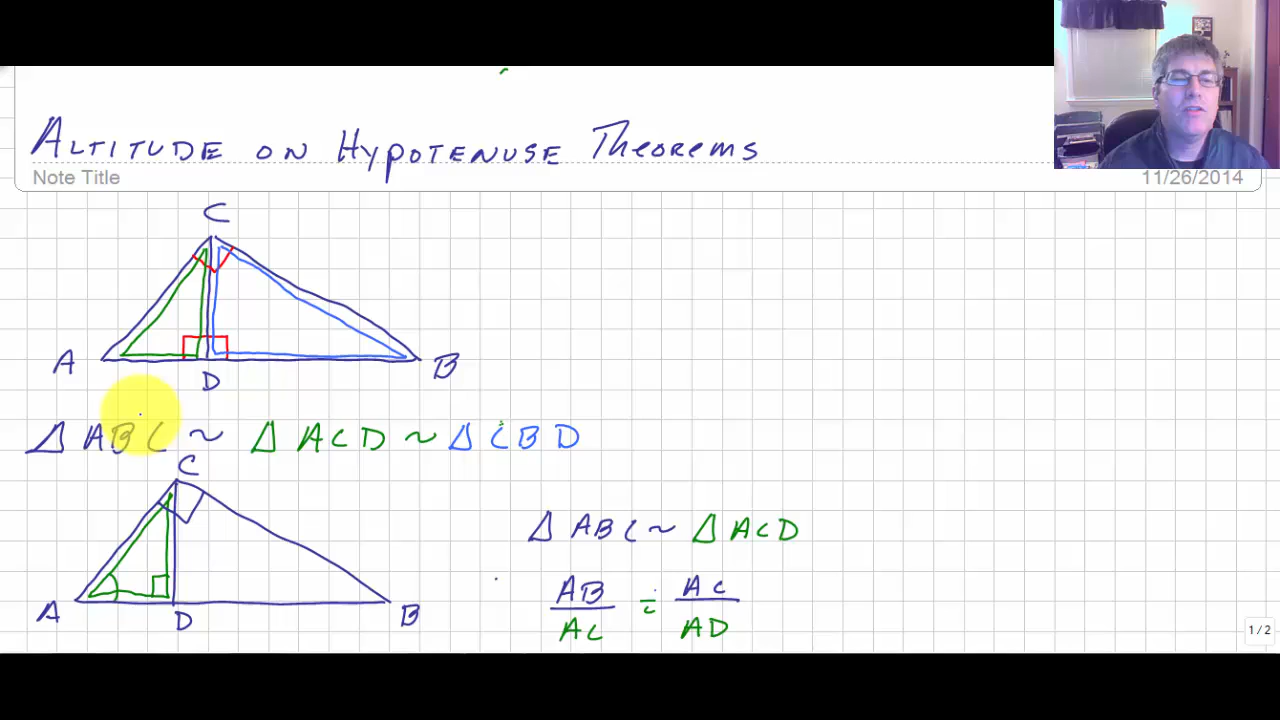 ALTITUDE ON HYPOTENUSE THEOREMS
Note Title
11/26/2014
C
A
D
B
Δ ABC ~ Δ ACD ~ Δ CBD
C
A
D
B
Δ ABC ~ Δ ACD
AB/AC = AC/AD
1/2